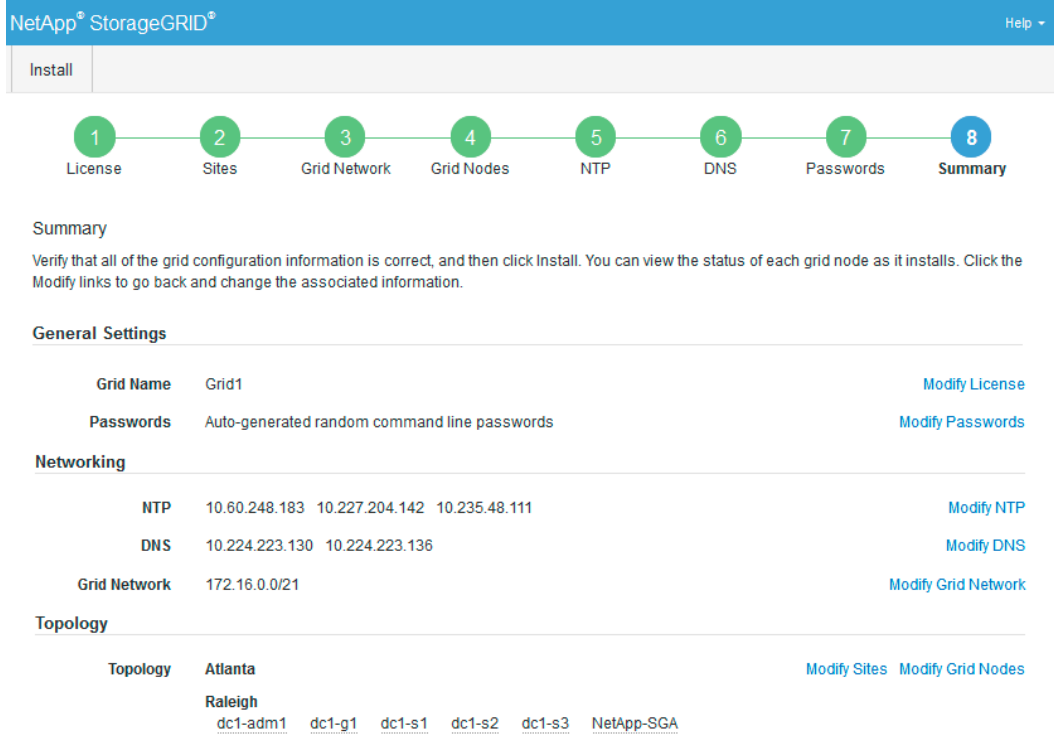 NetApp® StorageGRID®
Help
Install
1 2 3 4 5 6 7 8
License Sites Grid Network Grid Nodes NTP DNS Passwords Summary
Summary
Verify that all of the grid configuration information is correct, and then click Install. You can view the status of each grid node as it installs. Click the
Modify links to go back and change the associated information.
General Settings
Grid Name Grid1 Modify License
Passwords Auto-generated random command line passwords Modify Passwords
Networking
NTP 10.60.248.183 10.227.204.142 10.235.48.111 Modify NTP
DNS 10.224.223.130 10.224.223.136 Modify DNS
Grid Network 172.16.0.0/21 Modify Grid Network
Topology
Topology Atlanta Modify Sites Modify Grid Nodes
Raleigh
dc1-adm1 dc1-g1 dc1-s1 dc1-s2 dc1-s3 NetApp-SGA